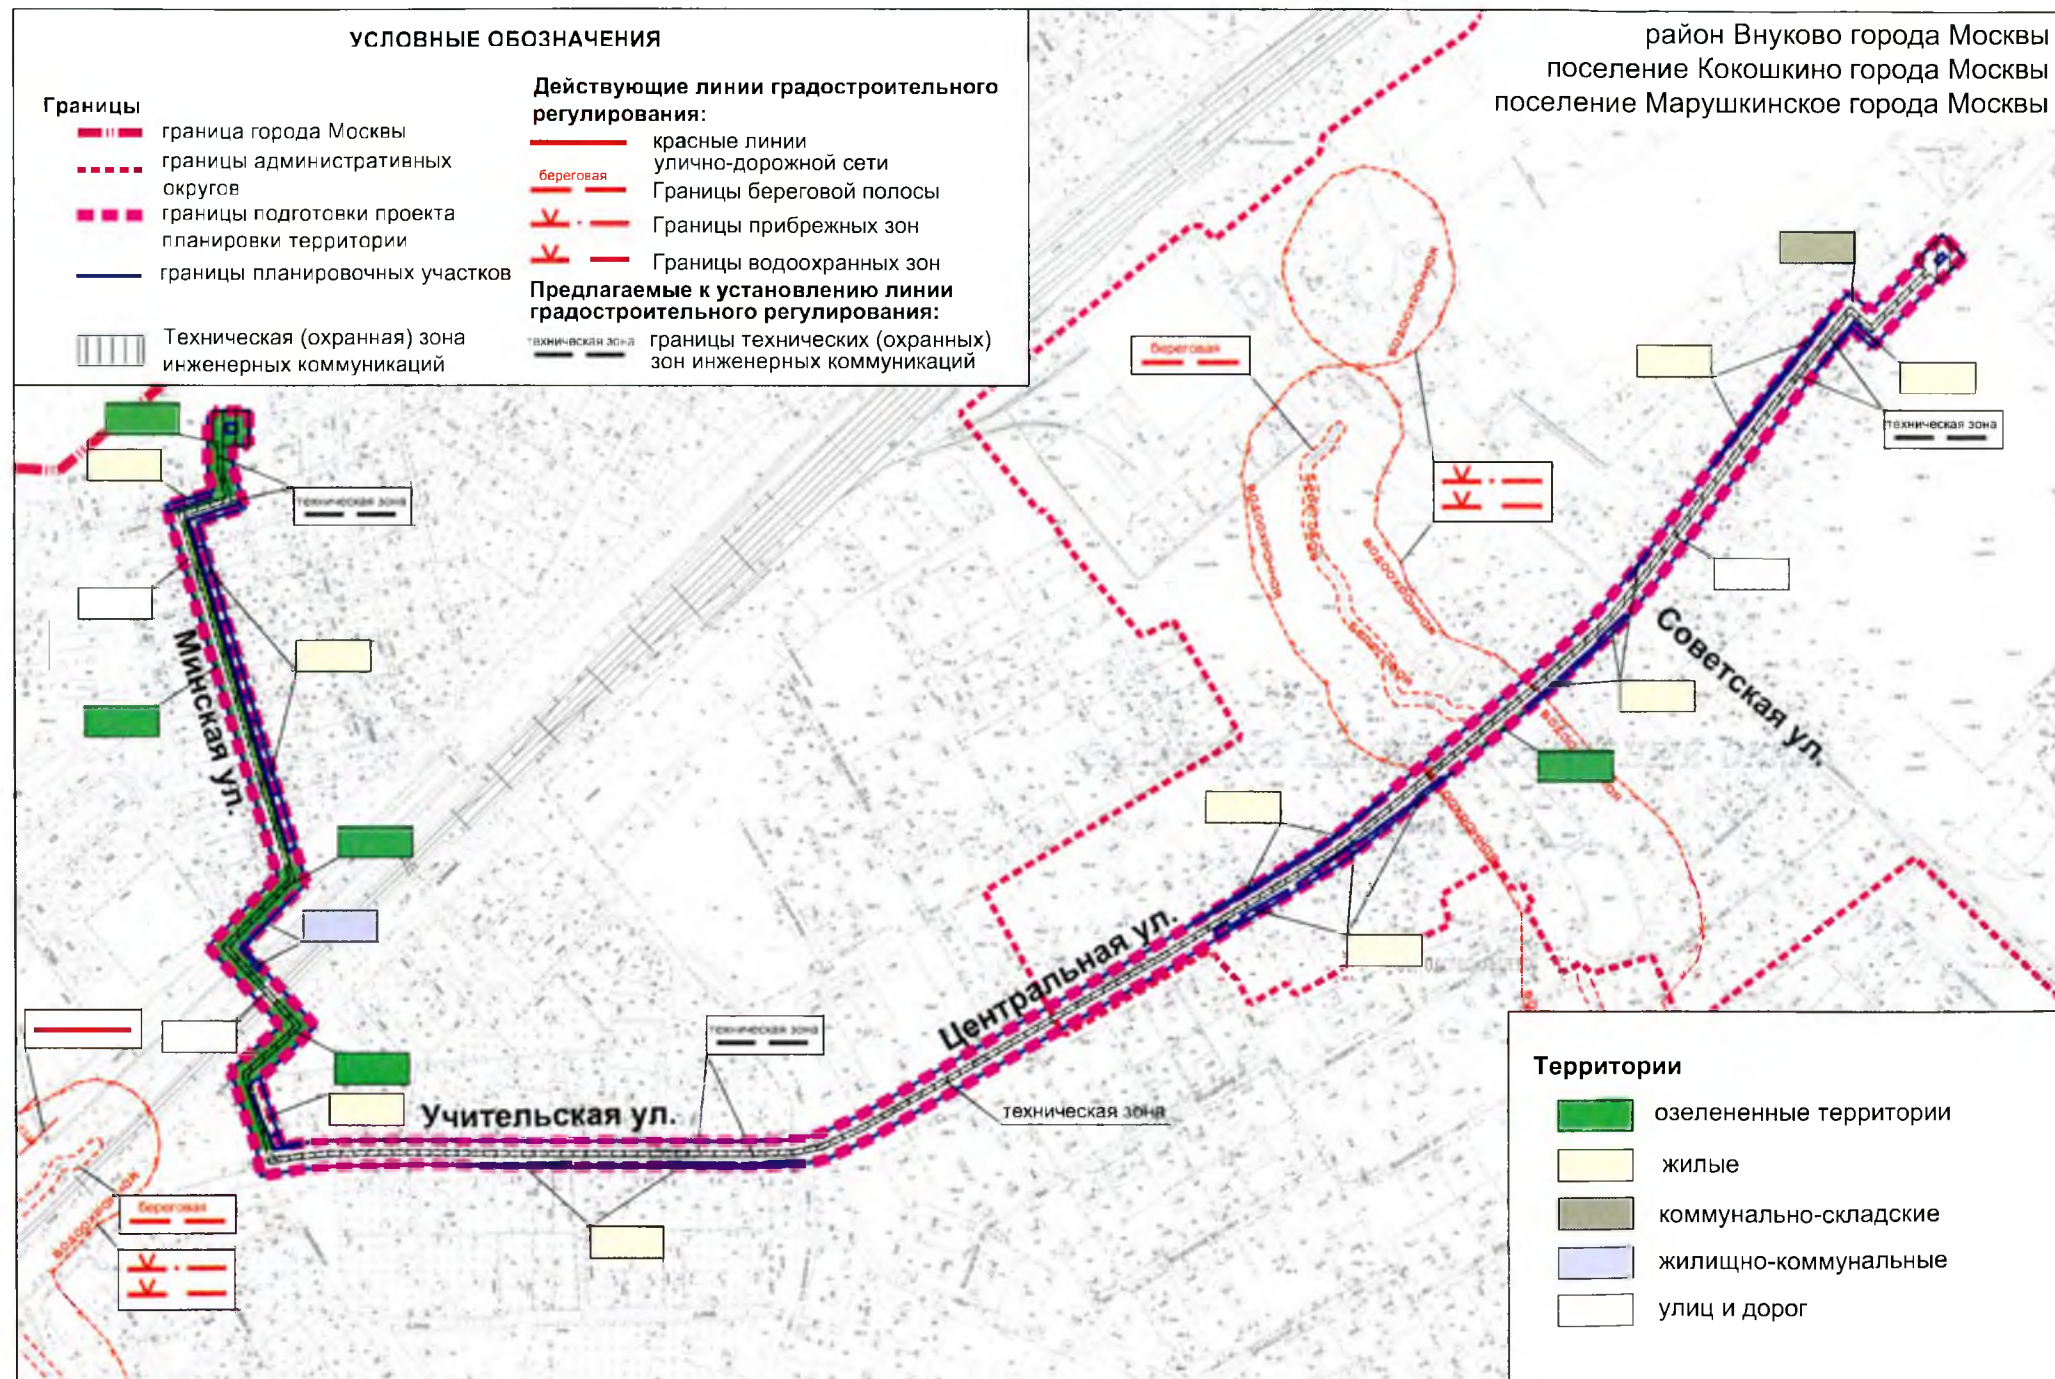 район Внуково города Москвы
поселение Кокошкино города Москвы
поселение Марушкинское города Москвы
УСЛОВНЫЕ ОБОЗНАЧЕНИЯ
Границы
граница города Москвы
границы административных
округов
границы подготовки проекта
планировки территории
границы планировочных участков
Техническая (охранная) зона
инженерных коммуникаций
Действующие линии градостроительного
регулирования:
красные линии
улично-дорожной сети
береговая
Границы береговой полосы
Границы прибрежных зон
Границы водоохранных зон
Предлагаемые к установлению линии
градостроительного регулирования:
техническая зона
границы технических (охранных)
зон инженерных коммуникаций
береговая
техническая зона
техническая зона
Минская ул.
Советская ул.
Центральная ул.
Учительская ул.
техническая зона
техническая зона
береговая
Территории
озелененные территории
жилые
коммунально-складские
жилищно-коммунальные
улиц и дорог